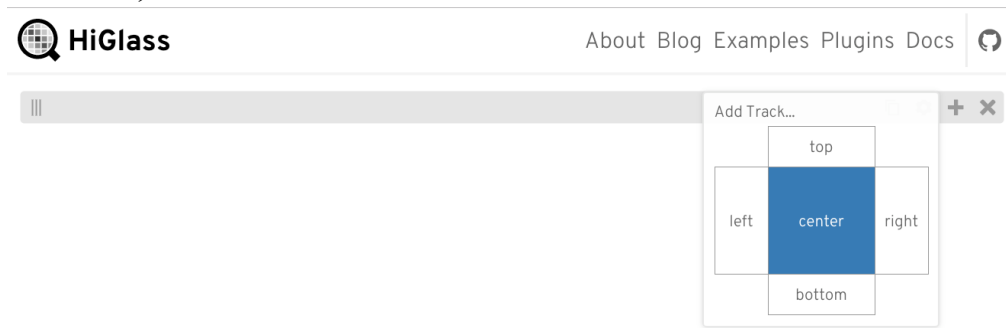 HiGlass
About Blog Examples Plugins Docs
Add Track...
top
left center right
bottom